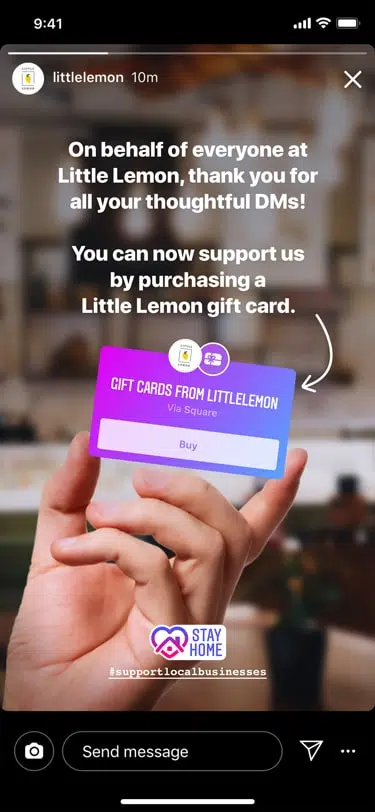 9:41
littlelemon 10m
On behalf of everyone at
Little Lemon, thank you for
all your thoughtful DMs!
You can now support us
by purchasing a
Little Lemon gift card.
LITTLE
LEMON
GIFT CARDS FROM LITTLELEMON
Via Square
Buy
STAY
HOME
#supportlocalbusinesses
Send message